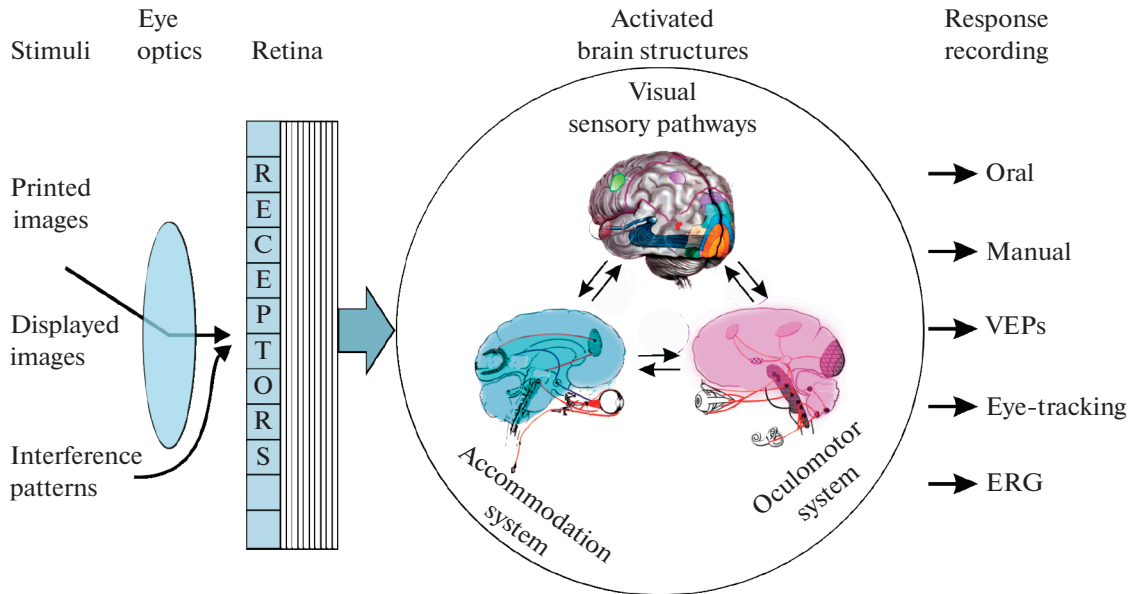 Stimuli
Eye
optics
Retina
Activated
brain structures
Response
recording
Printed
images
Displayed
images
Interference
patterns
RECEPTORS
Visual
sensory pathways
Accommodation
system
Oculomotor
system
Oral
Manual
VEPs
Eye-tracking
ERG